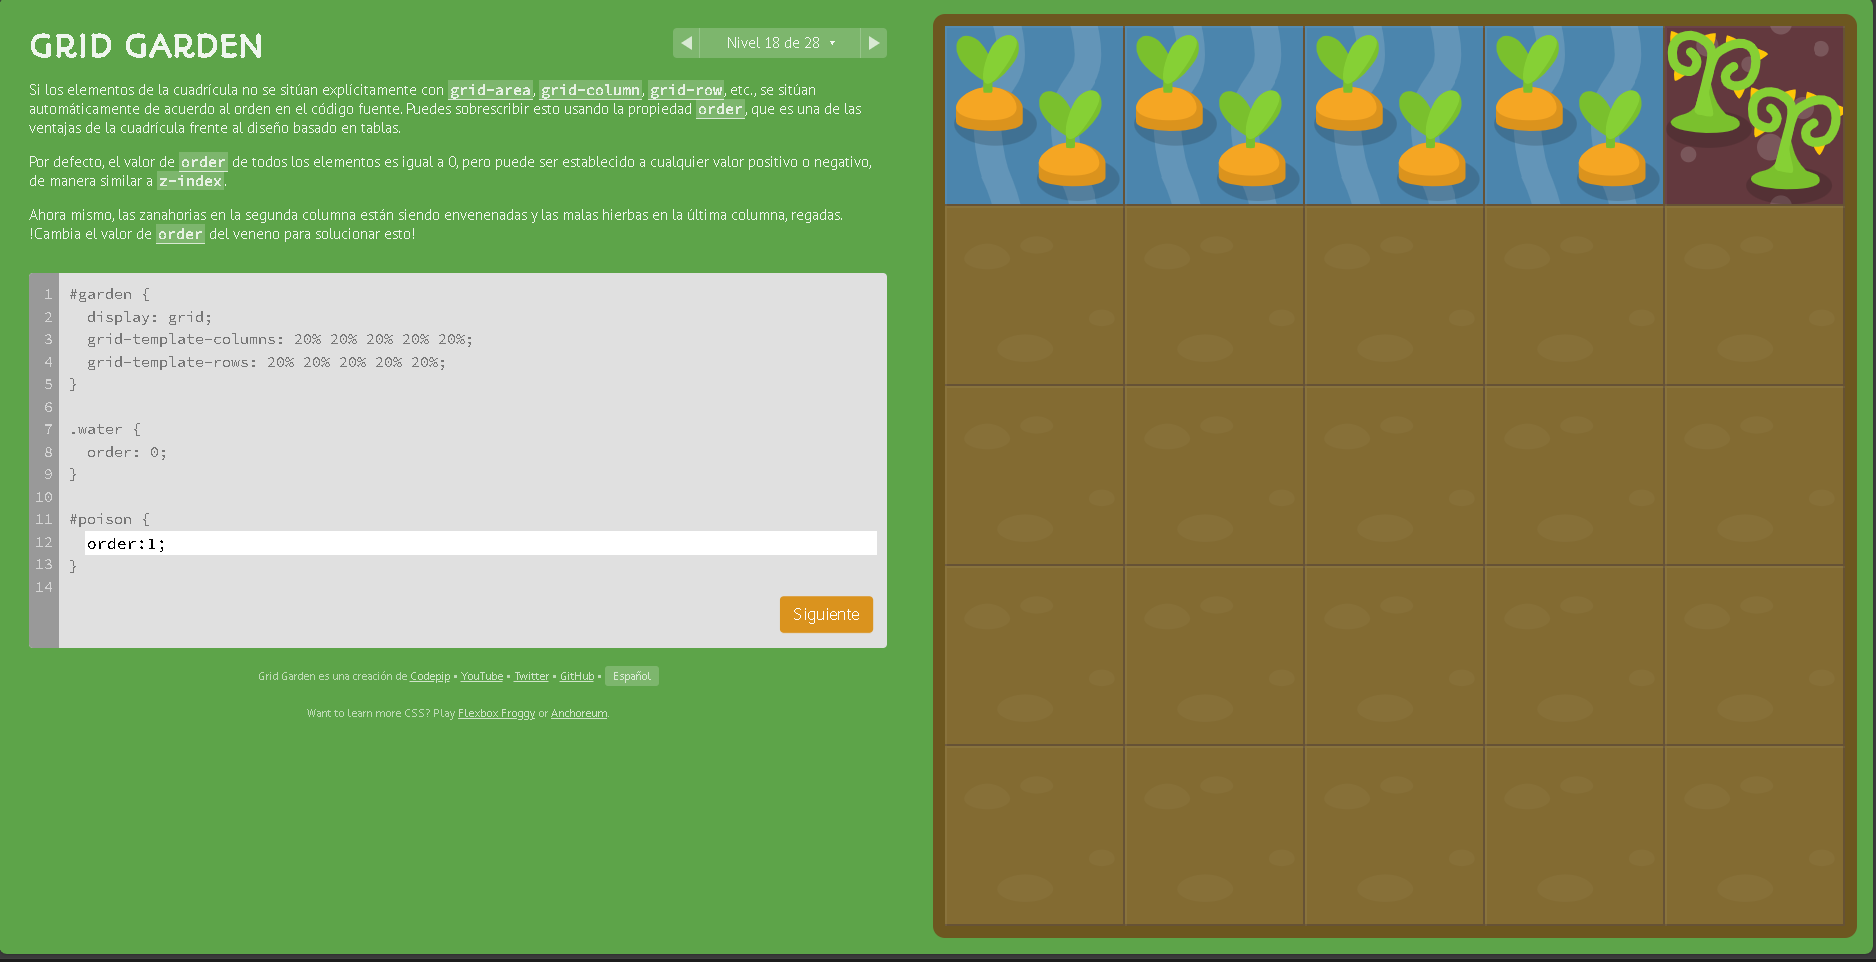 GRID GARDEN
Nivel 18 de 28 ▾
Si los elementos de la cuadrícula no se sitúan explícitamente con grid-area, grid-column, grid-row, etc., se sitúan
automáticamente de acuerdo al orden en el código fuente. Puedes sobrescribir esto usando la propiedad order, que es una de las
ventajas de la cuadrícula frente al diseño basado en tablas.
Por defecto, el valor de order de todos los elementos es igual a 0, pero puede ser establecido a cualquier valor positivo o negativo,
de manera similar a z-index.
Ahora mismo, las zanahorias en la segunda columna están siendo envenenadas y las malas hierbas en la última columna, regadas.
!Cambia el valor de order del veneno para solucionar esto!
1 #garden {
2 display: grid;
3 grid-template-columns: 20% 20% 20% 20% 20%;
4 grid-template-rows: 20% 20% 20% 20% 20%;
5 }
6
7 .water {
8 order: 0;
9 }
10
11 #poison {
12 order:1;
13 }
14
Siguiente
Grid Garden es una creación de Codepip • YouTube • Twitter • GitHub • Español
Want to learn more CSS? Play Flexbox Froggy or Anchoreum.